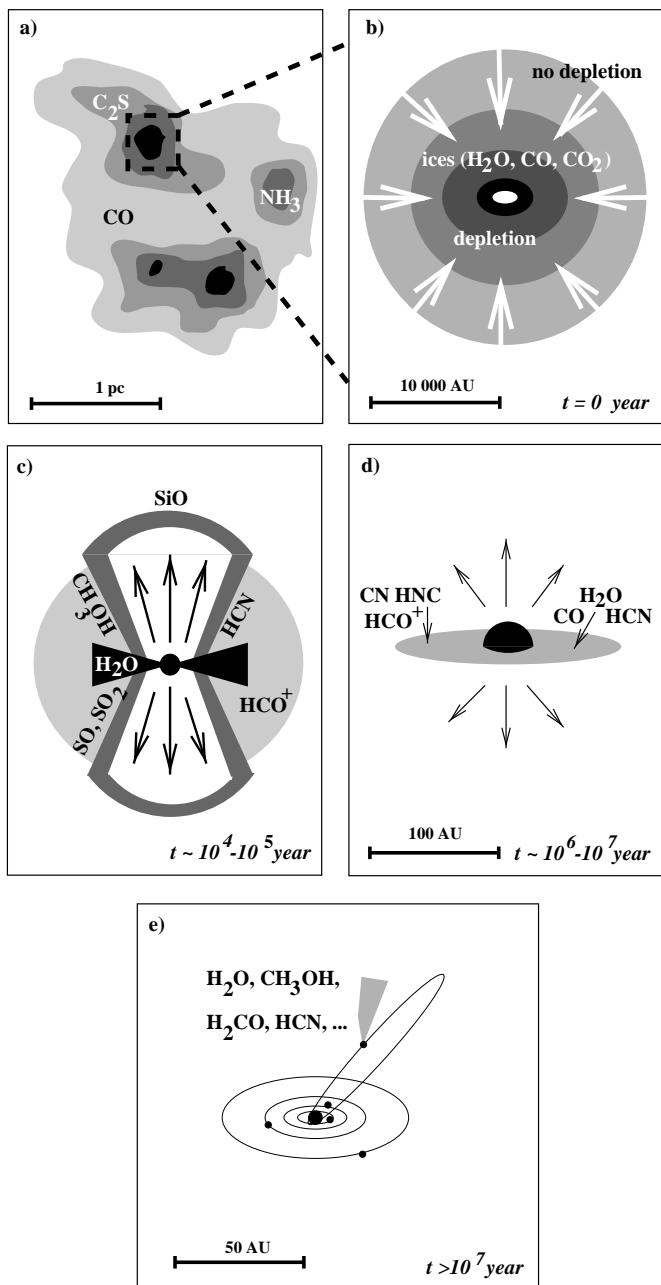 a)
C2S
CO
NH3
1 pc
b)
no depletion
ices (H2O, CO, CO2)
depletion
10 000 AU
t = 0 year
c)
SiO
CH3OH
HCN
H2O
SO, SO2
HCO+
t ~ 10^4-10^5 year
d)
CN HNC
HCO+
H2O
CO HCN
100 AU
t ~ 10^6-10^7 year
e)
H2O, CH3OH,
H2CO, HCN, ...
50 AU
t >10^7 year